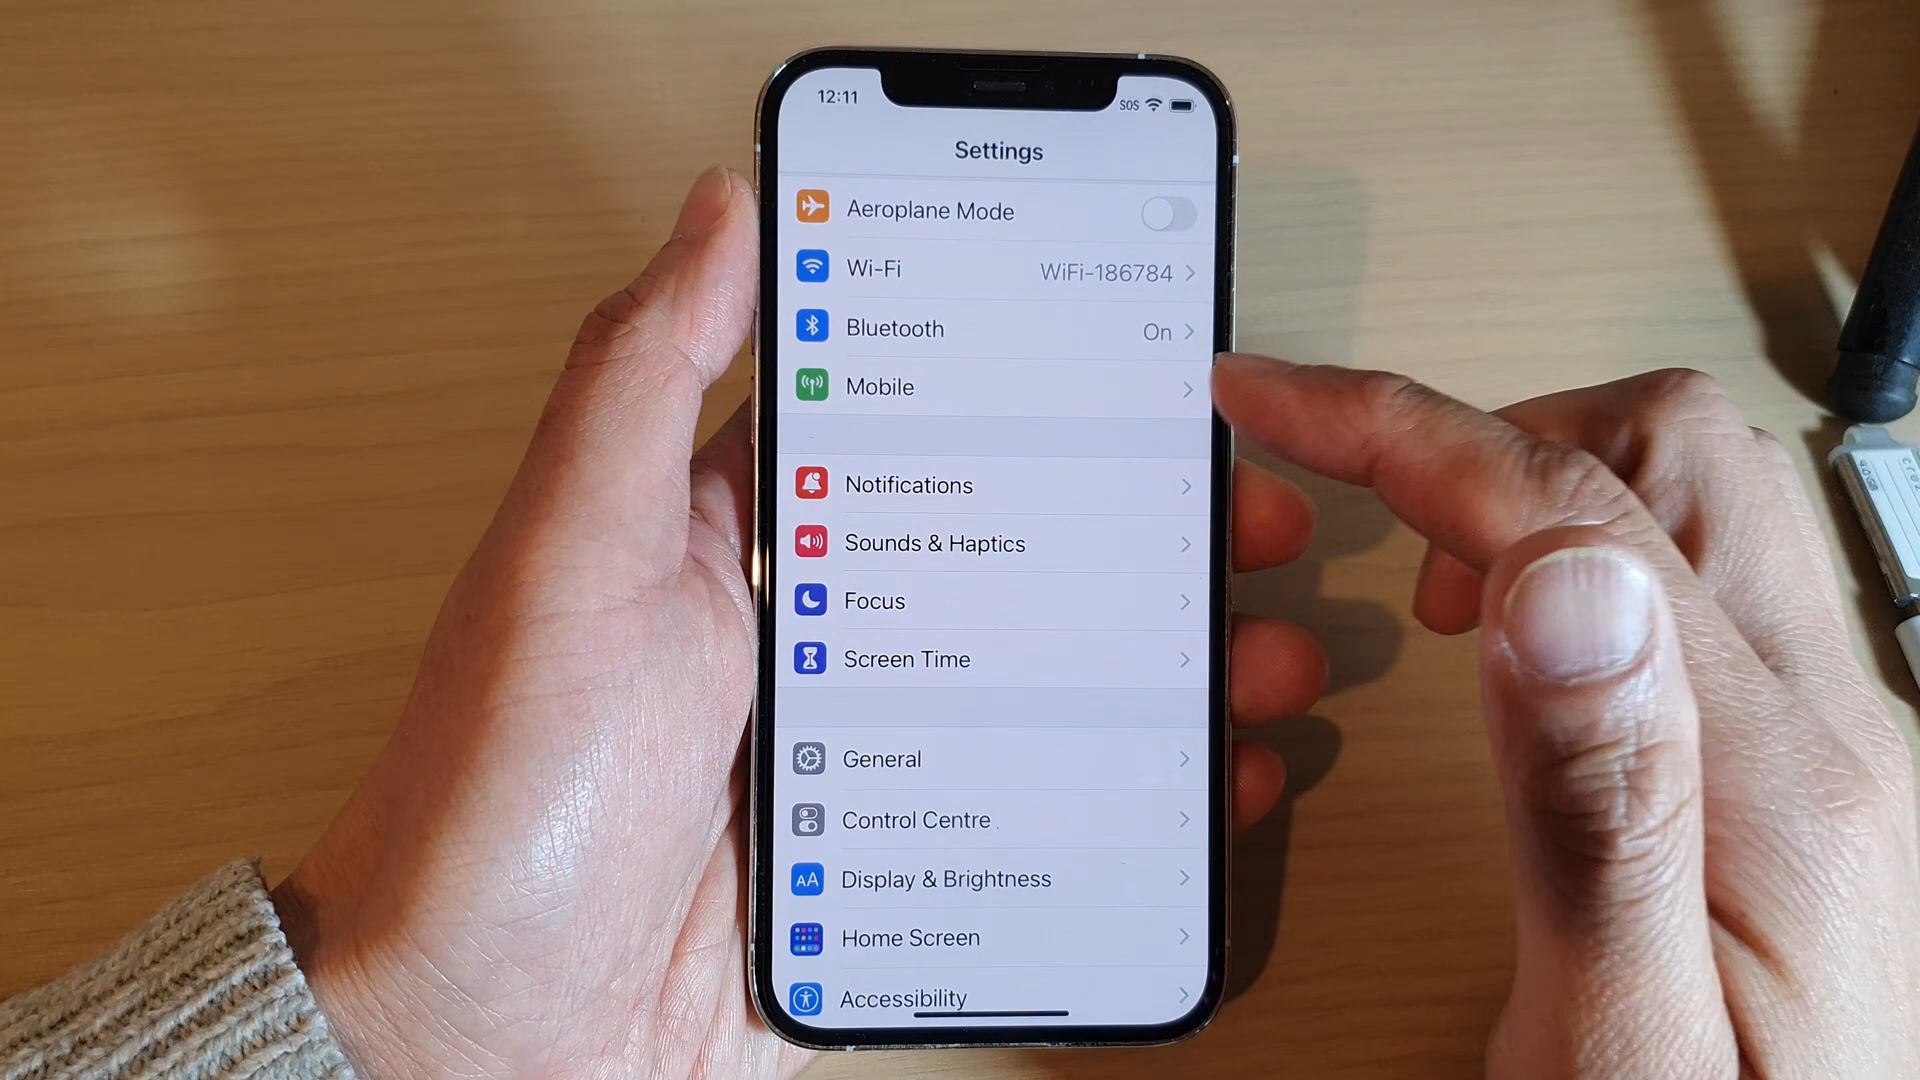 12:11
SOS
Settings
Aeroplane Mode
Wi-Fi WiFi-186784
Bluetooth On
Mobile
Notifications
Sounds & Haptics
Focus
Screen Time
General
Control Centre
AA Display & Brightness
Home Screen
Accessibility